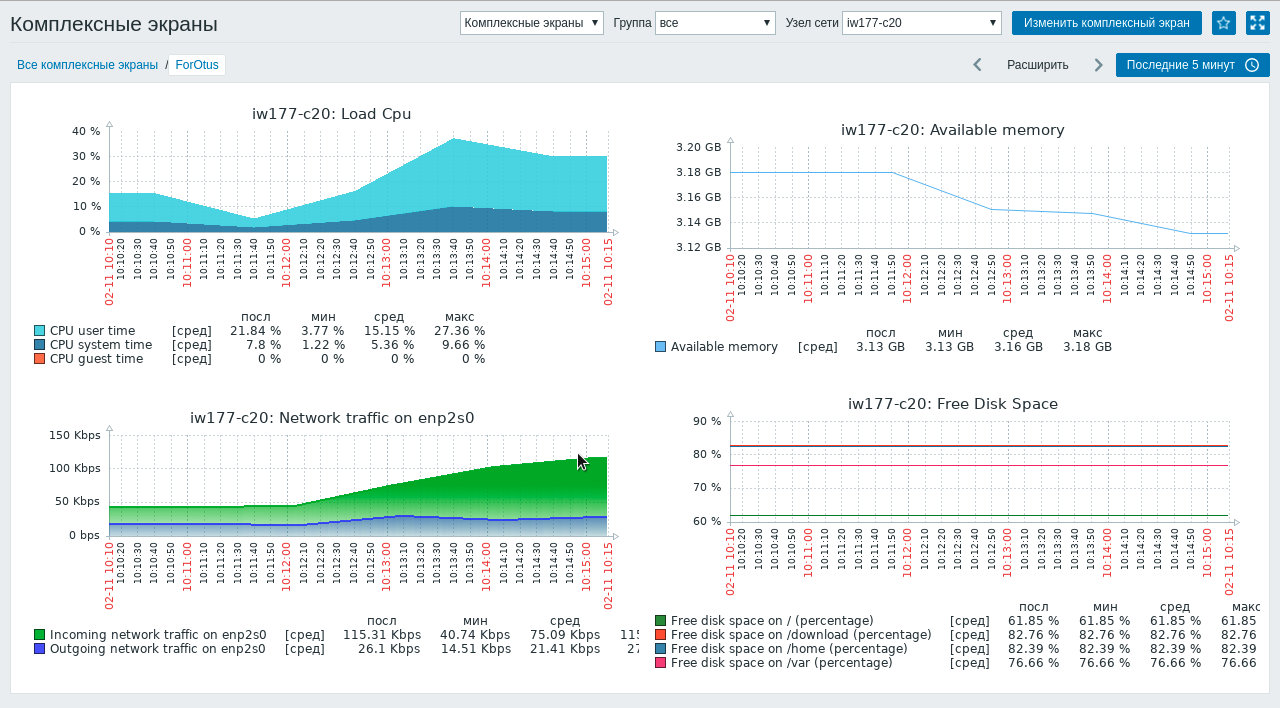 Комплексные экраны
Комплексные экраны ▼ Группа все ▼ Узел сети iw177-c20 ▼ Изменить комплексный экран
Все комплексные экраны / ForOtus
Расширить Последние 5 минут
iw177-c20: Load Cpu
40 %
30 %
20 %
10 %
0 %
02-11 10:10 10:10:20 10:10:30 10:10:40 10:10:50 10:11:00 10:11:10 10:11:20 10:11:30 10:11:40 10:11:50 10:12:00 10:12:10 10:12:20 10:12:30 10:12:40 10:12:50 10:13:00 10:13:10 10:13:20 10:13:30 10:13:40 10:13:50 10:14:00 10:14:10 10:14:20 10:14:30 10:14:40 10:14:50 10:15:00 02-11 10:15
посл мин сред макс
CPU user time [сред] 21.84 % 3.77 % 15.15 % 27.36 %
CPU system time [сред] 7.8 % 1.22 % 5.36 % 9.66 %
CPU guest time [сред] 0 % 0 % 0 % 0 %
iw177-c20: Available memory
3.20 GB
3.18 GB
3.16 GB
3.14 GB
3.12 GB
02-11 10:10 10:10:20 10:10:30 10:10:40 10:10:50 10:11:00 10:11:10 10:11:20 10:11:30 10:11:40 10:11:50 10:12:00 10:12:10 10:12:20 10:12:30 10:12:40 10:12:50 10:13:00 10:13:10 10:13:20 10:13:30 10:13:40 10:13:50 10:14:00 10:14:10 10:14:20 10:14:30 10:14:40 10:14:50 10:15:00 02-11 10:15
посл мин сред макс
Available memory [сред] 3.13 GB 3.13 GB 3.16 GB 3.18 GB
iw177-c20: Network traffic on enp2s0
150 Kbps
100 Kbps
50 Kbps
0 bps
02-11 10:10 10:10:20 10:10:30 10:10:40 10:10:50 10:11:00 10:11:10 10:11:20 10:11:30 10:11:40 10:11:50 10:12:00 10:12:10 10:12:20 10:12:30 10:12:40 10:12:50 10:13:00 10:13:10 10:13:20 10:13:30 10:13:40 10:13:50 10:14:00 10:14:10 10:14:20 10:14:30 10:14:40 10:14:50 10:15:00 02-11 10:15
посл мин сред
Incoming network traffic on enp2s0 [сред] 115.31 Kbps 40.74 Kbps 75.09 Kbps 115
Outgoing network traffic on enp2s0 [сред] 26.1 Kbps 14.51 Kbps 21.41 Kbps 27
iw177-c20: Free Disk Space
90 %
80 %
70 %
60 %
02-11 10:10 10:10:20 10:10:30 10:10:40 10:10:50 10:11:00 10:11:10 10:11:20 10:11:30 10:11:40 10:11:50 10:12:00 10:12:10 10:12:20 10:12:30 10:12:40 10:12:50 10:13:00 10:13:10 10:13:20 10:13:30 10:13:40 10:13:50 10:14:00 10:14:10 10:14:20 10:14:30 10:14:40 10:14:50 10:15:00 02-11 10:15
посл мин сред макс
Free disk space on / (percentage) [сред] 61.85 % 61.85 % 61.85 % 61.85
Free disk space on /download (percentage) [сред] 82.76 % 82.76 % 82.76 % 82.76
Free disk space on /home (percentage) [сред] 82.39 % 82.39 % 82.39 % 82.39
Free disk space on /var (percentage) [сред] 76.66 % 76.66 % 76.66 % 76.66